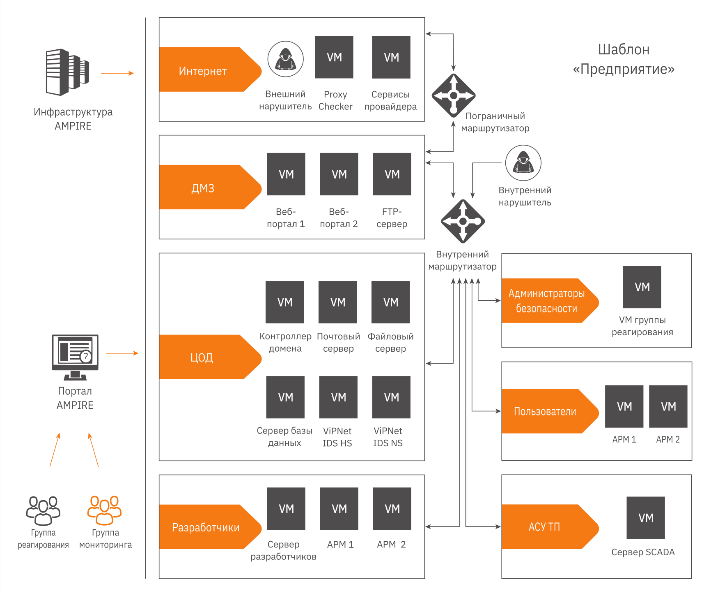 Шаблон
«Предприятие»
Инфраструктура
AMPIRE
Интернет
Внешний
нарушитель
VM
Proxy
Checker
VM
Сервисы
провайдера
Пограничный
маршрутизатор
ДМЗ
VM
Веб-
портал 1
VM
Веб-
портал 2
VM
FTP-
сервер
Внутренний
нарушитель
Внутренний
маршрутизатор
ЦОД
VM
Контроллер
домена
VM
Почтовый
сервер
VM
Файловый
сервер
VM
Сервер базы
данных
VM
ViPNet
IDS HS
VM
ViPNet
IDS NS
Администраторы
безопасности
VM
VM группы
реагирования
Портал
AMPIRE
?
Пользователи
VM
АРМ 1
VM
АРМ 2
Группа
реагирования
Группа
мониторинга
Разработчики
VM
Сервер
разработчиков
VM
АРМ 1
VM
АРМ 2
АСУ ТП
VM
Сервер SCADA